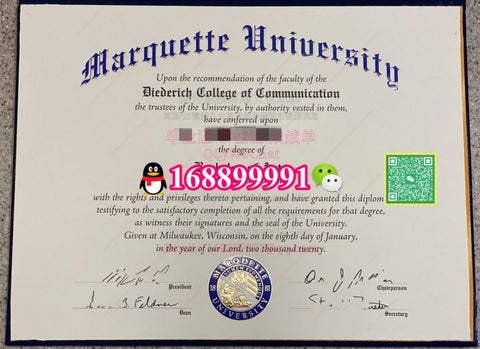 Marquette University
Upon the recommendation of the faculty of the
Diederich College of Communication
the trustees of the University, by authority vested in them,
have conferred upon
the degree of
168899991
with the rights and privileges thereto pertaining, and have granted this diplom
testifying to the satisfactory completion of all the requirements for that degree,
as witness their signatures and the seal of the University.
Given at Milwaukee, Wisconsin, on the eighth day of January,
in the year of our Lord, two thousand twenty.
President
Chairperson
Dean
Secretary
MARQUETTE
UNIVERSITY